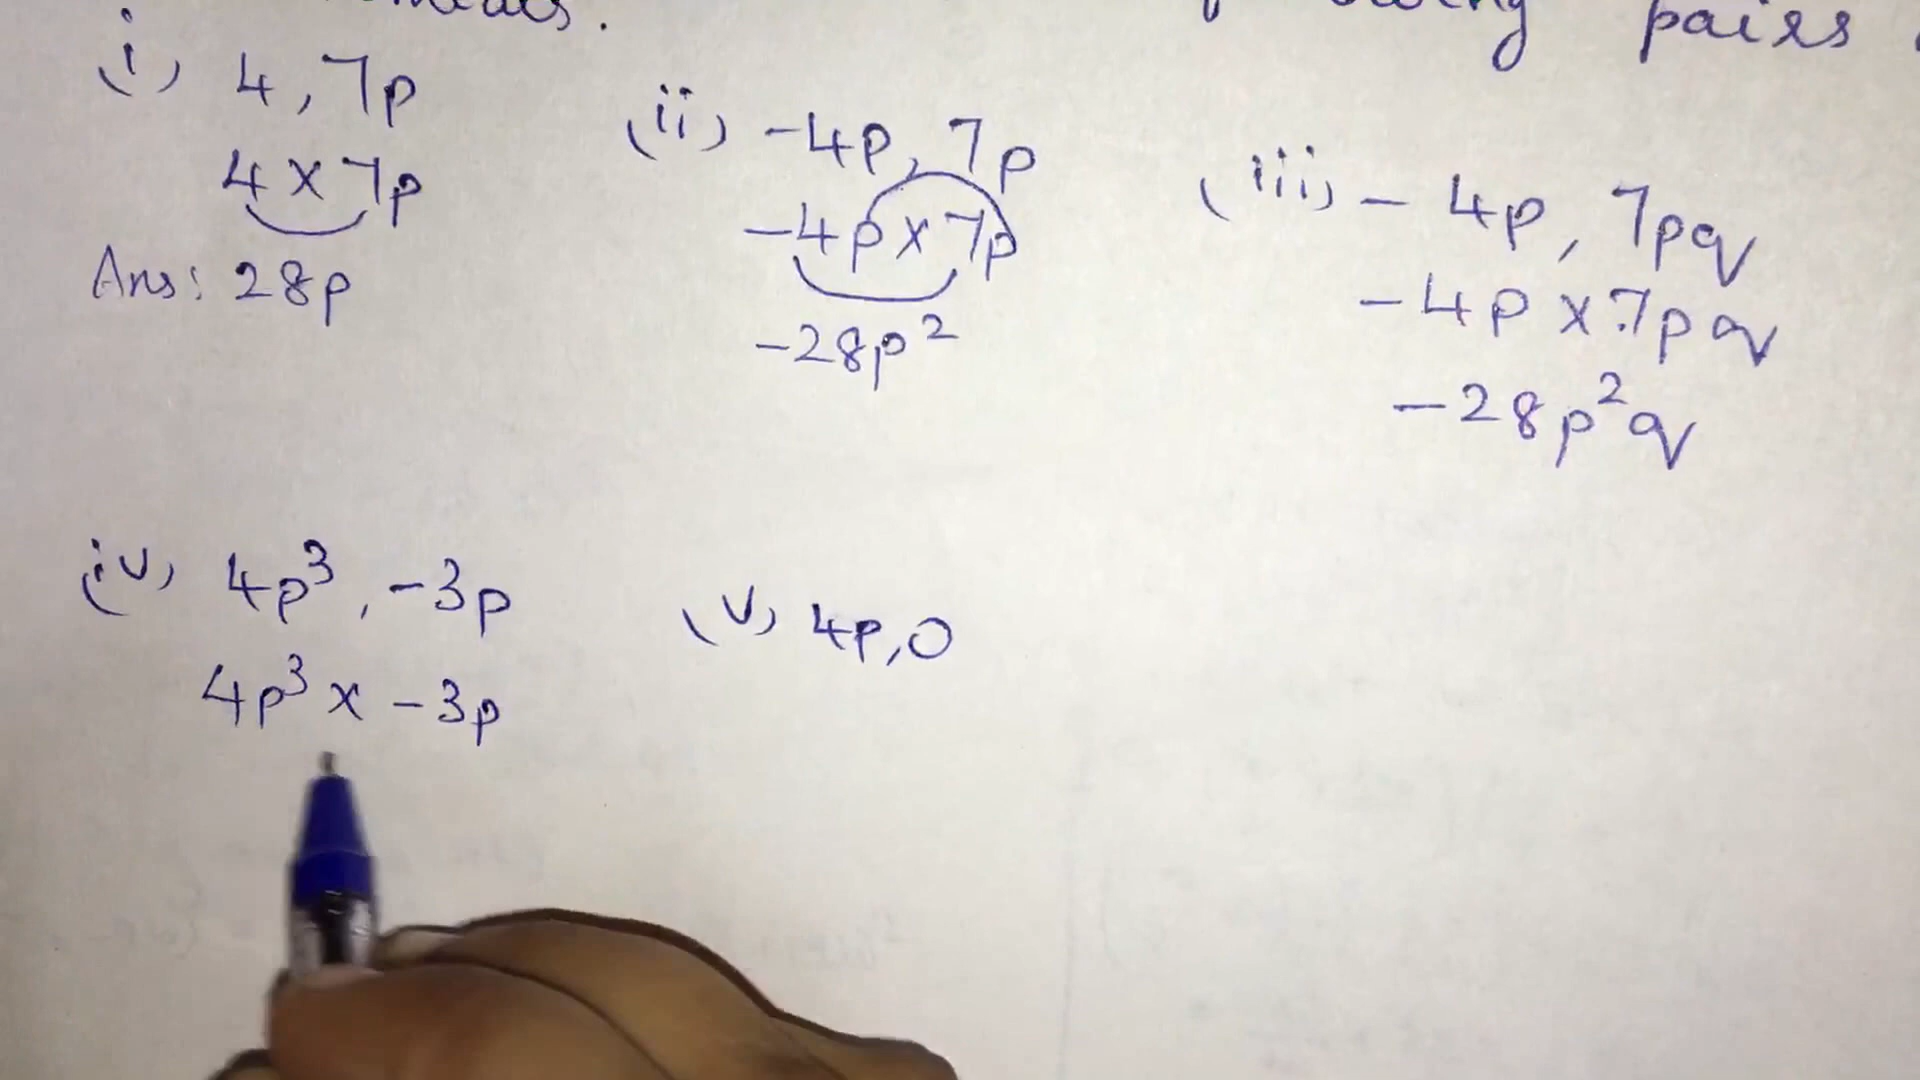 pairs
(i) 4, 7p
4 x 7p
Ans: 28p
(ii) -4p, 7p
-4p x 7p
-28p²
(iii) - 4p, 7pq
-4p x 7pq
-28p²q
(iv) 4p³, -3p
4p³ x -3p
(v) 4p, 0